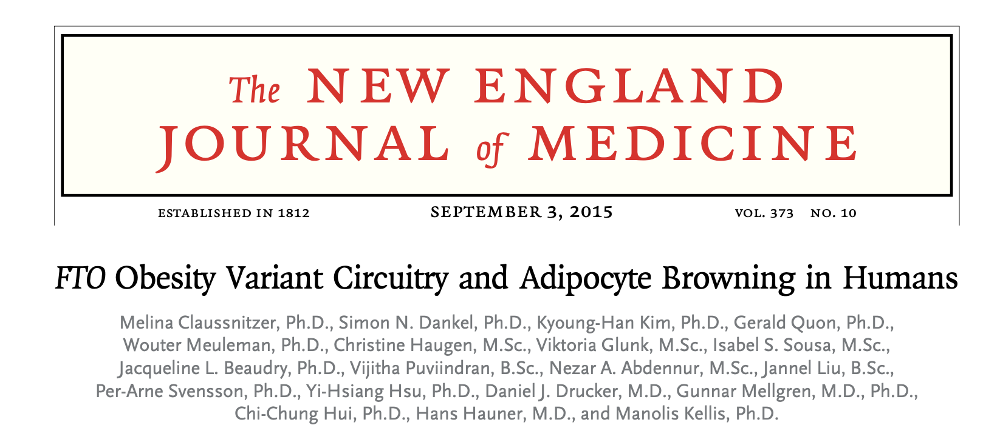 The NEW ENGLAND
JOURNAL of MEDICINE
ESTABLISHED IN 1812 SEPTEMBER 3, 2015 VOL. 373 NO. 10
FTO Obesity Variant Circuitry and Adipocyte Browning in Humans
Melina Claussnitzer, Ph.D., Simon N. Dankel, Ph.D., Kyoung-Han Kim, Ph.D., Gerald Quon, Ph.D.,
Wouter Meuleman, Ph.D., Christine Haugen, M.Sc., Viktoria Glunk, M.Sc., Isabel S. Sousa, M.Sc.,
Jacqueline L. Beaudry, Ph.D., Vijitha Puviindran, B.Sc., Nezar A. Abdennur, M.Sc., Jannel Liu, B.Sc.,
Per-Arne Svensson, Ph.D., Yi-Hsiang Hsu, Ph.D., Daniel J. Drucker, M.D., Gunnar Mellgren, M.D., Ph.D.,
Chi-Chung Hui, Ph.D., Hans Hauner, M.D., and Manolis Kellis, Ph.D.